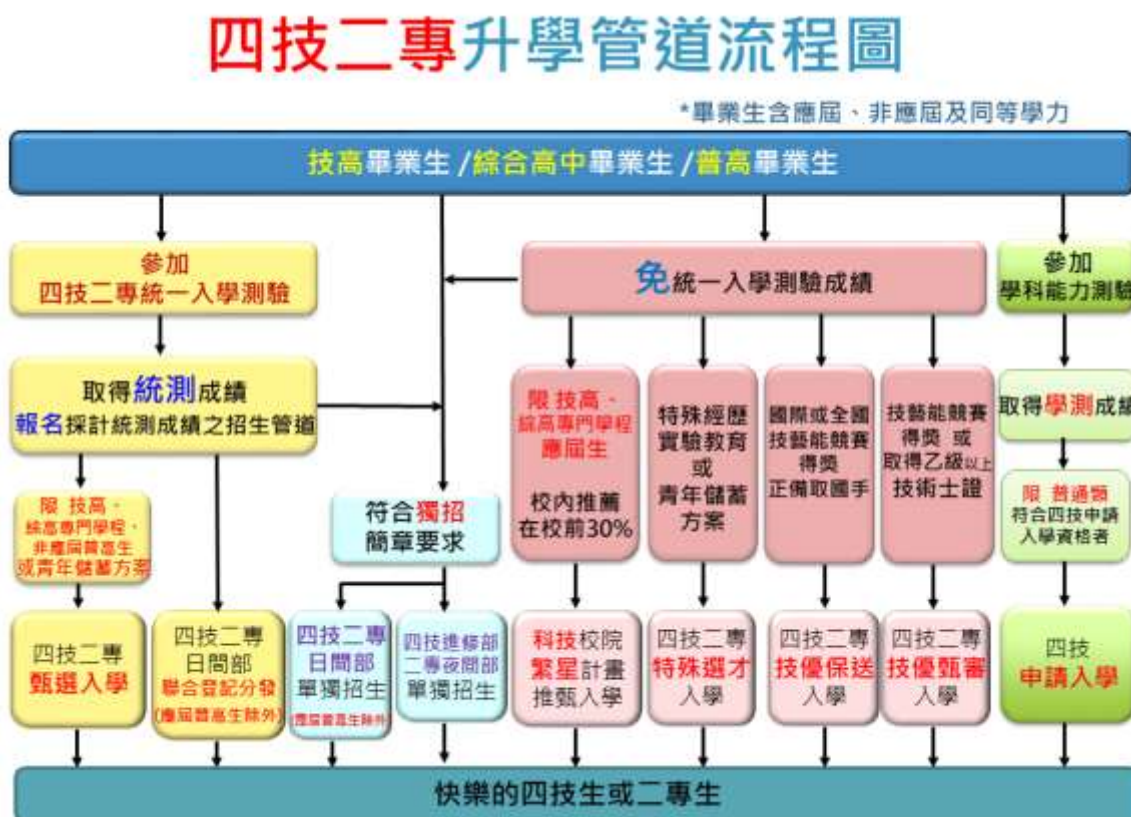 四技二專升學管道流程圖
*畢業生含應屆、非應屆及同等學力
技高畢業生/綜合高中畢業生/普高畢業生
參加
四技二專統一入學測驗
免統一入學測驗成績
參加
學科能力測驗
取得統測成績
報名採計統測成績之招生管道
限技高、
綜高專門學程
應屆生
校內推薦
在校前30%
特殊經歷
實驗教育
或
青年儲蓄
方案
國際或全國
技藝能競賽
得獎
正備取國手
技藝能競賽
得獎 或
取得乙級以上
技術士證
取得學測成績
限 技高、
綜高專門學程、
非應屆普高生
或青年儲蓄方案
符合獨招
簡章要求
限 普通類
符合四技申請
入學資格者
四技二專
甄選入學
四技二專
日間部
聯合登記分發
(應屆普高生除外)
四技二專
日間部
單獨招生
(應屆普高生除外)
四技進修部
二專夜間部
單獨招生
科技校院
繁星計畫
推甄入學
四技二專
特殊選才
入學
四技二專
技優保送
入學
四技二專
技優甄審
入學
四技
申請入學
快樂的四技生或二專生